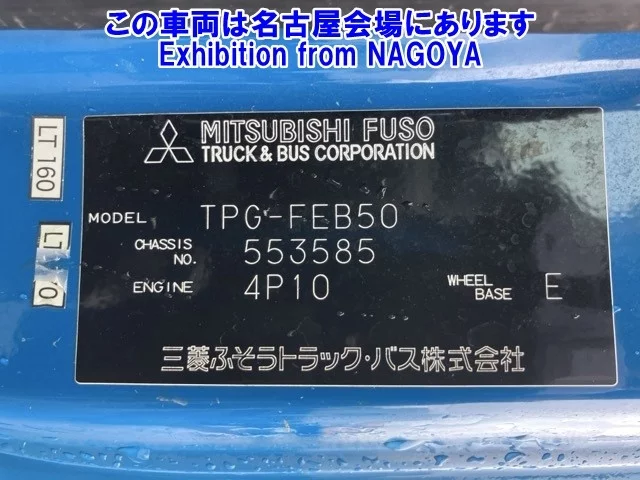 この車両は名古屋会場にあります
Exhibition from NAGOYA
LT 160
MITSUBISHI FUSO
TRUCK & BUS CORPORATION
MODEL TPG-FEB50
CHASSIS NO. 553585
ENGINE 4P10 WHEEL BASE E
三菱ふそうトラック・バス株式会社